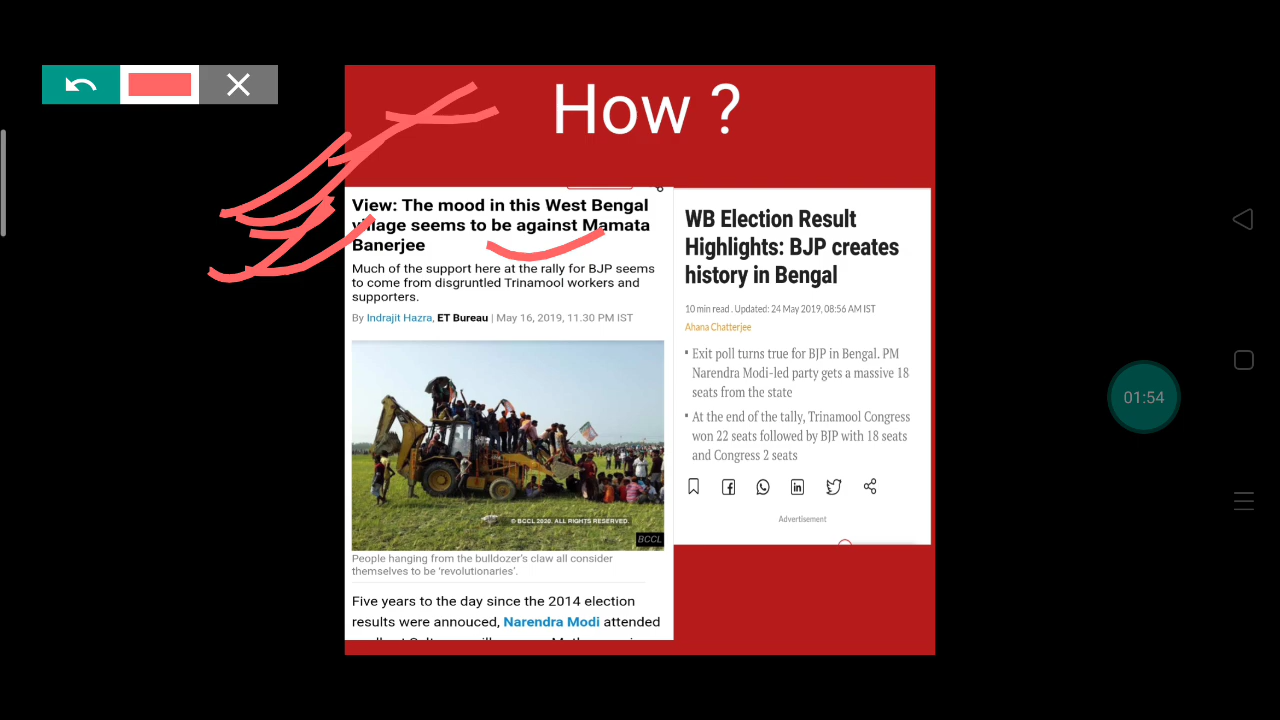 How ?
View: The mood in this West Bengal
village seems to be against Mamata
Banerjee
Much of the support here at the rally for BJP seems
to come from disgruntled Trinamool workers and
supporters.
By Indrajit Hazra, ET Bureau | May 16, 2019, 11.30 PM IST
© BCCL 2020. ALL RIGHTS RESERVED.
BCCL
People hanging from the bulldozer's claw all consider
themselves to be 'revolutionaries'.
Five years to the day since the 2014 election
results were annouced, Narendra Modi attended
WB Election Result
Highlights: BJP creates
history in Bengal
10 min read . Updated: 24 May 2019, 08:56 AM IST
Ahana Chatterjee
▪ Exit poll turns true for BJP in Bengal. PM
Narendra Modi-led party gets a massive 18
seats from the state
▪ At the end of the tally, Trinamool Congress
won 22 seats followed by BJP with 18 seats
and Congress 2 seats
Advertisement
01:54